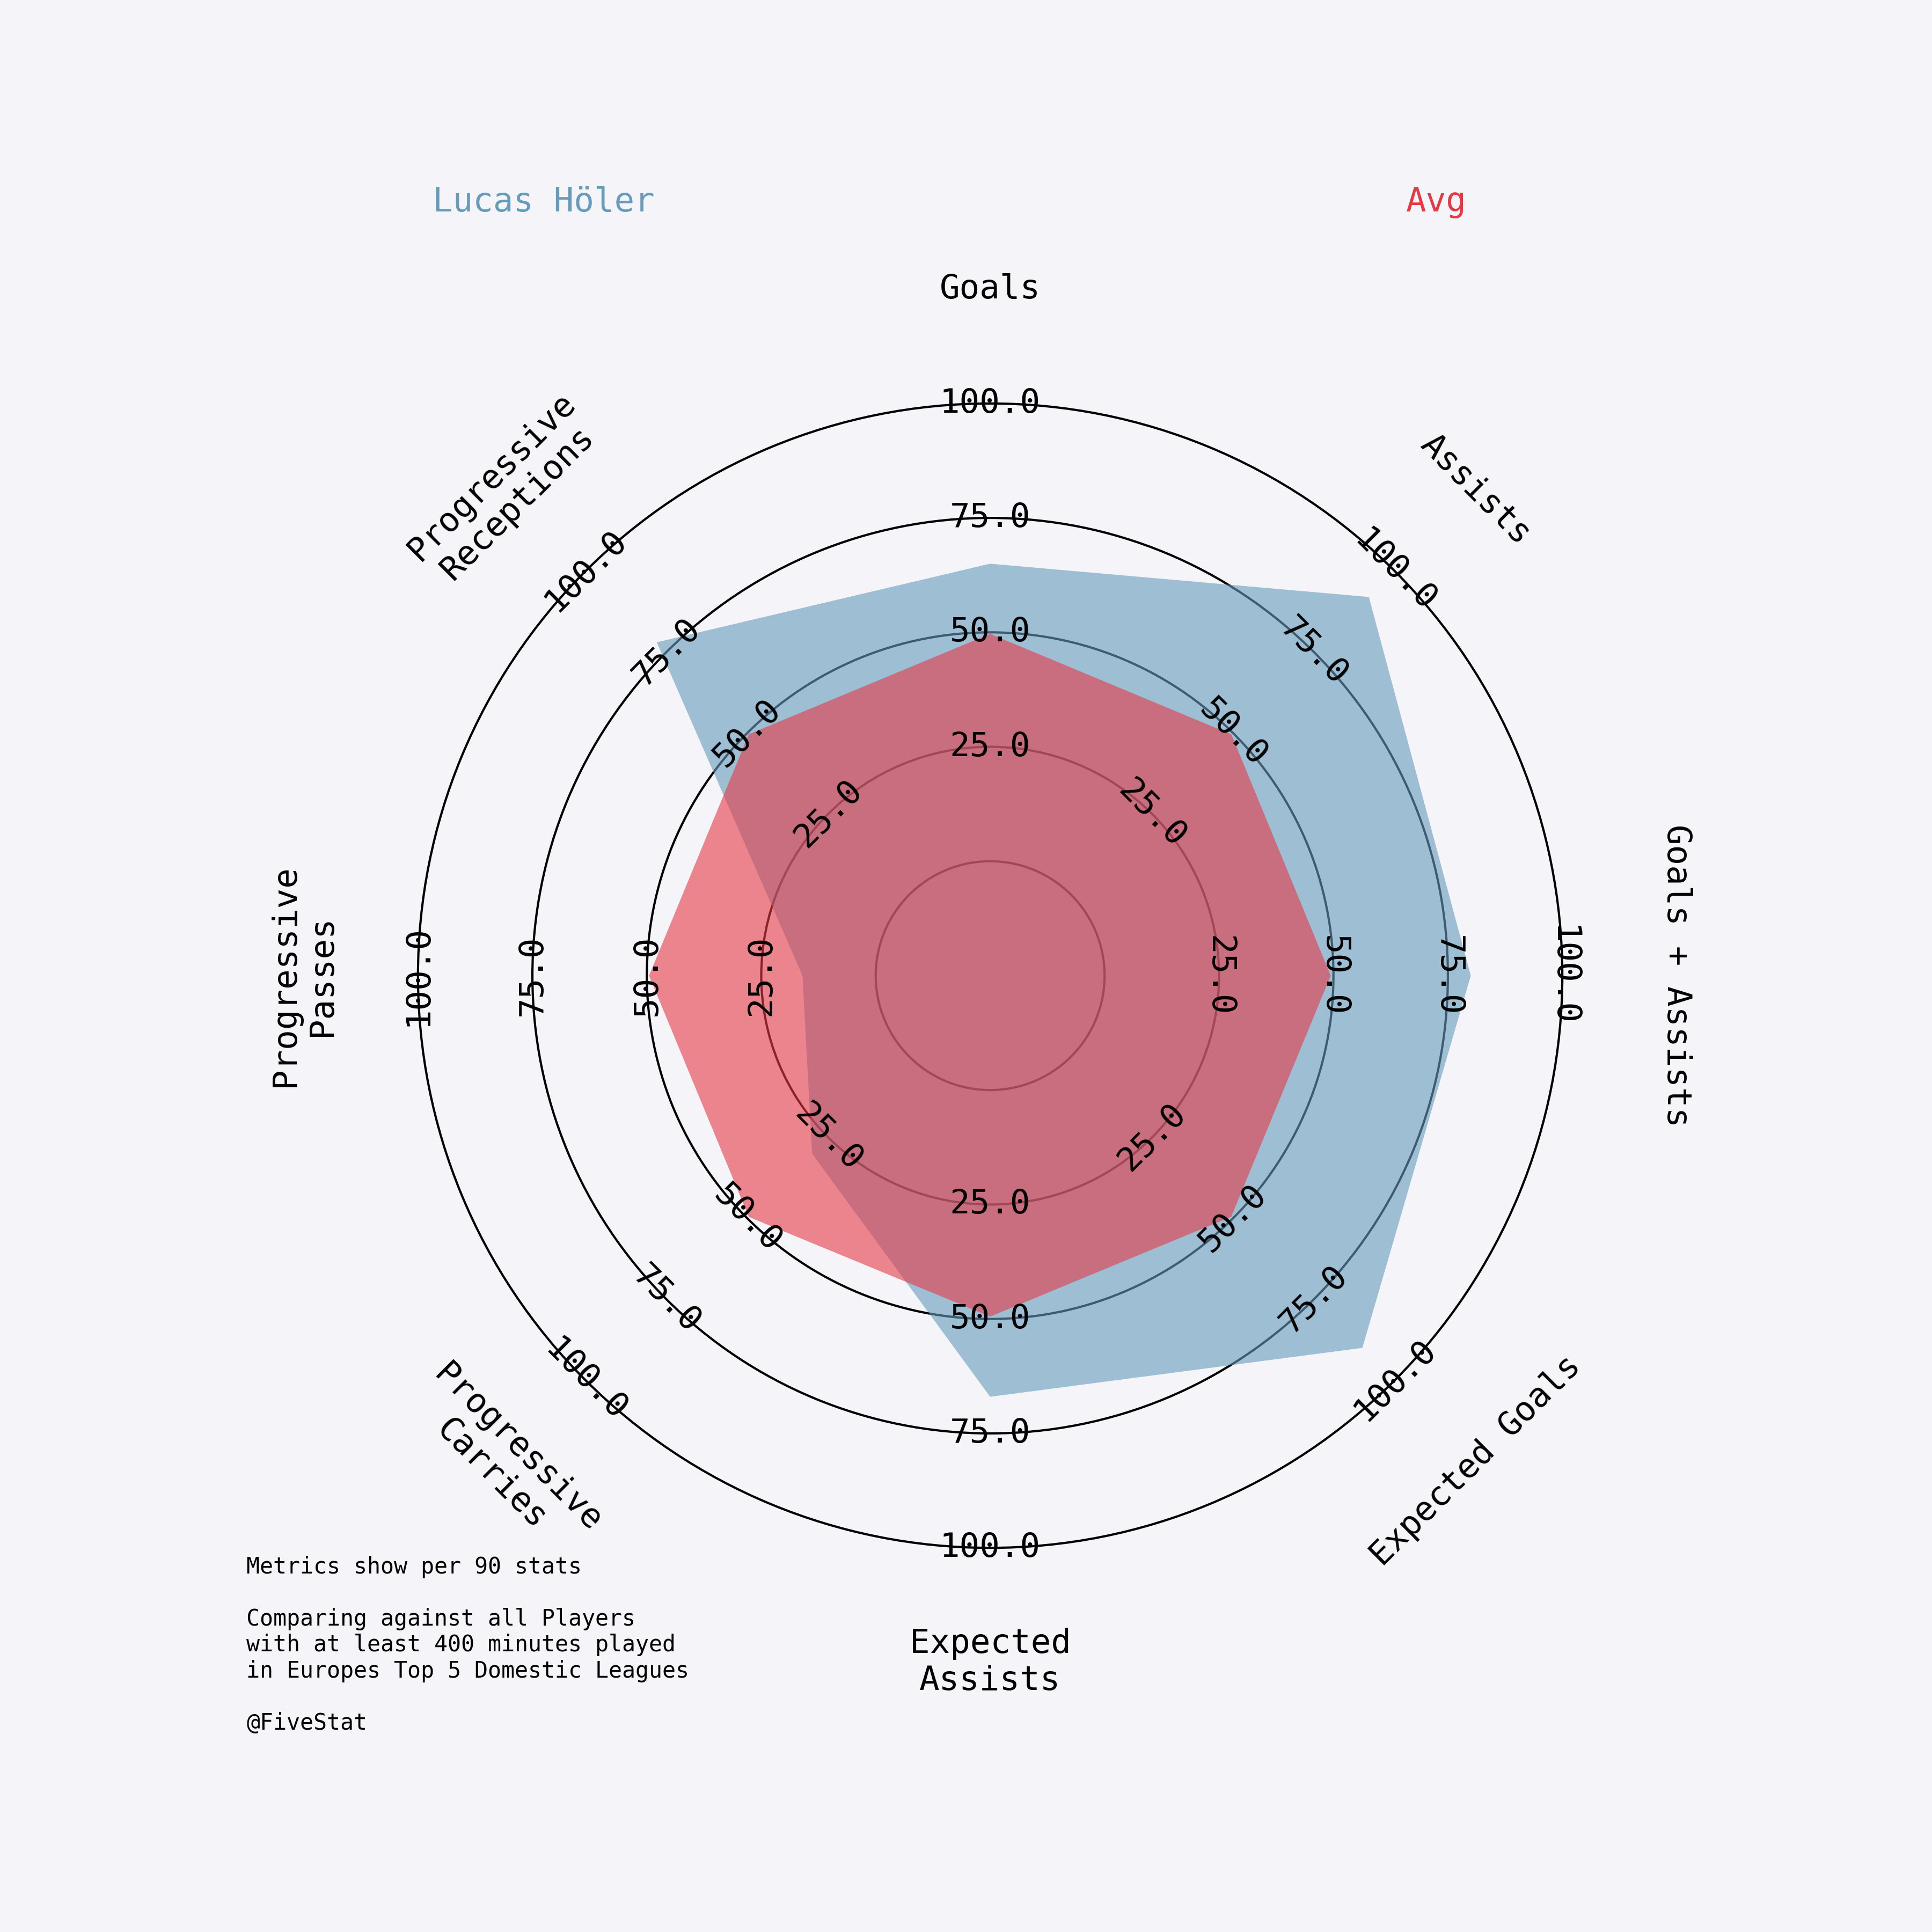 Lucas Höler
Avg
Goals
Assists
Goals + Assists
Expected Goals
Expected
Assists
Progressive
Carries
Progressive
Passes
Progressive
Receptions
100.0
75.0
50.0
25.0
100.0
75.0
50.0
25.0
100.0
75.0
50.0
25.0
100.0
75.0
50.0
25.0
25.0
50.0
75.0
100.0
25.0
50.0
75.0
100.0
100.0
75.0
50.0
25.0
100.0
75.0
50.0
25.0
Metrics show per 90 stats
Comparing against all Players
with at least 400 minutes played
in Europes Top 5 Domestic Leagues
@FiveStat